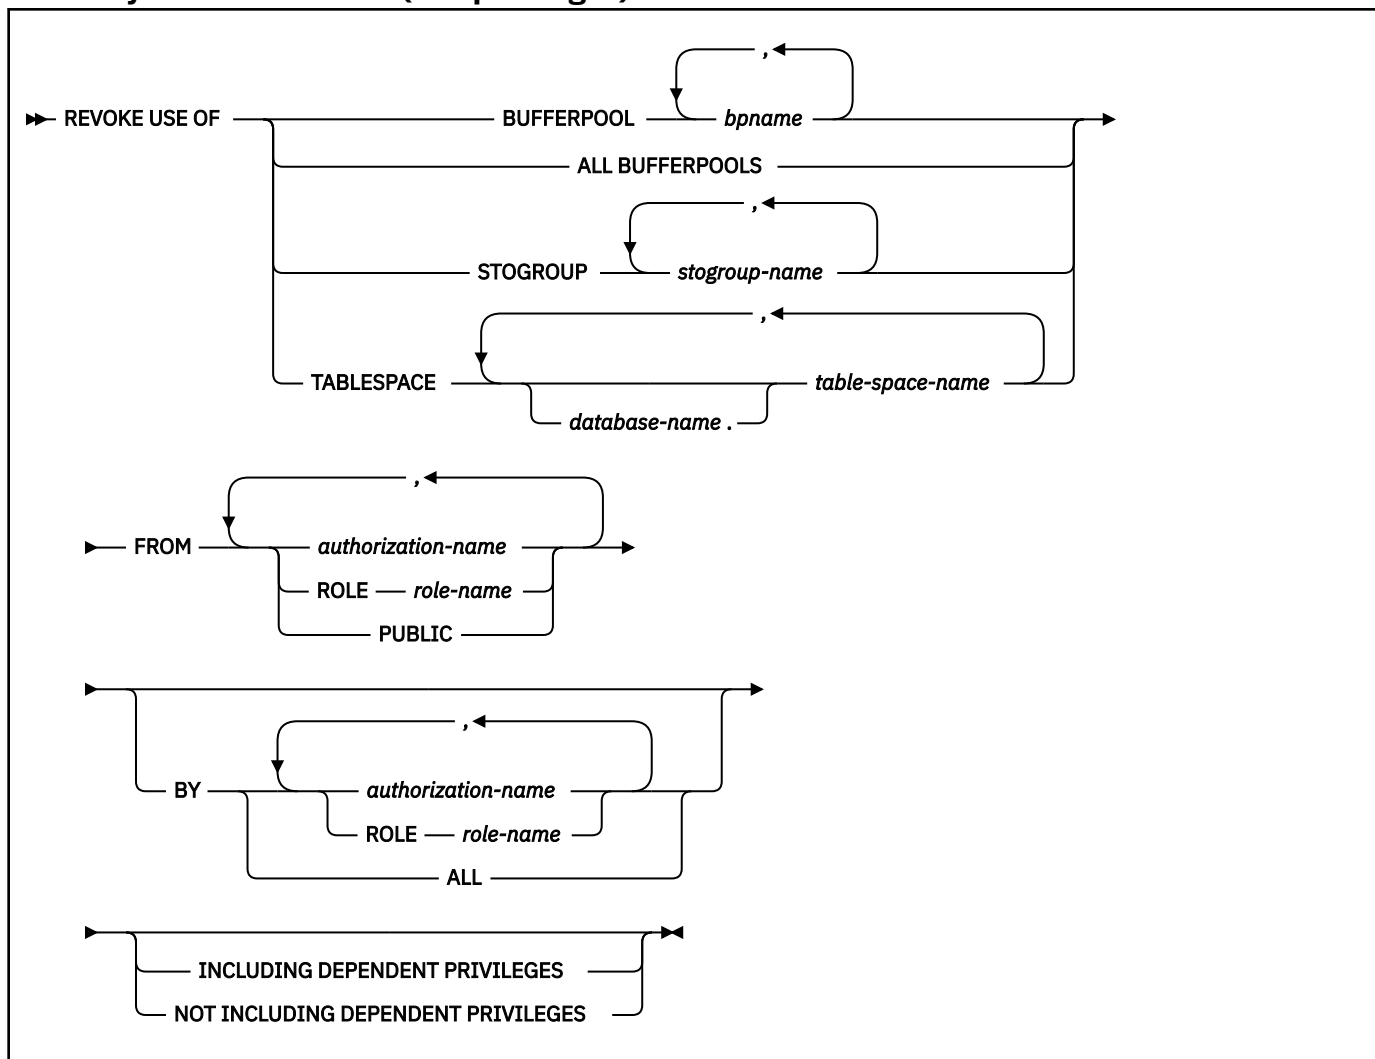 ,
REVOKE USE OF BUFFERPOOL bpname
ALL BUFFERPOOLS
,
STOGROUP stogroup-name
,
TABLESPACE table-space-name
database-name .
,
FROM authorization-name
ROLE role-name
PUBLIC
,
BY authorization-name
ROLE role-name
ALL
INCLUDING DEPENDENT PRIVILEGES
NOT INCLUDING DEPENDENT PRIVILEGES